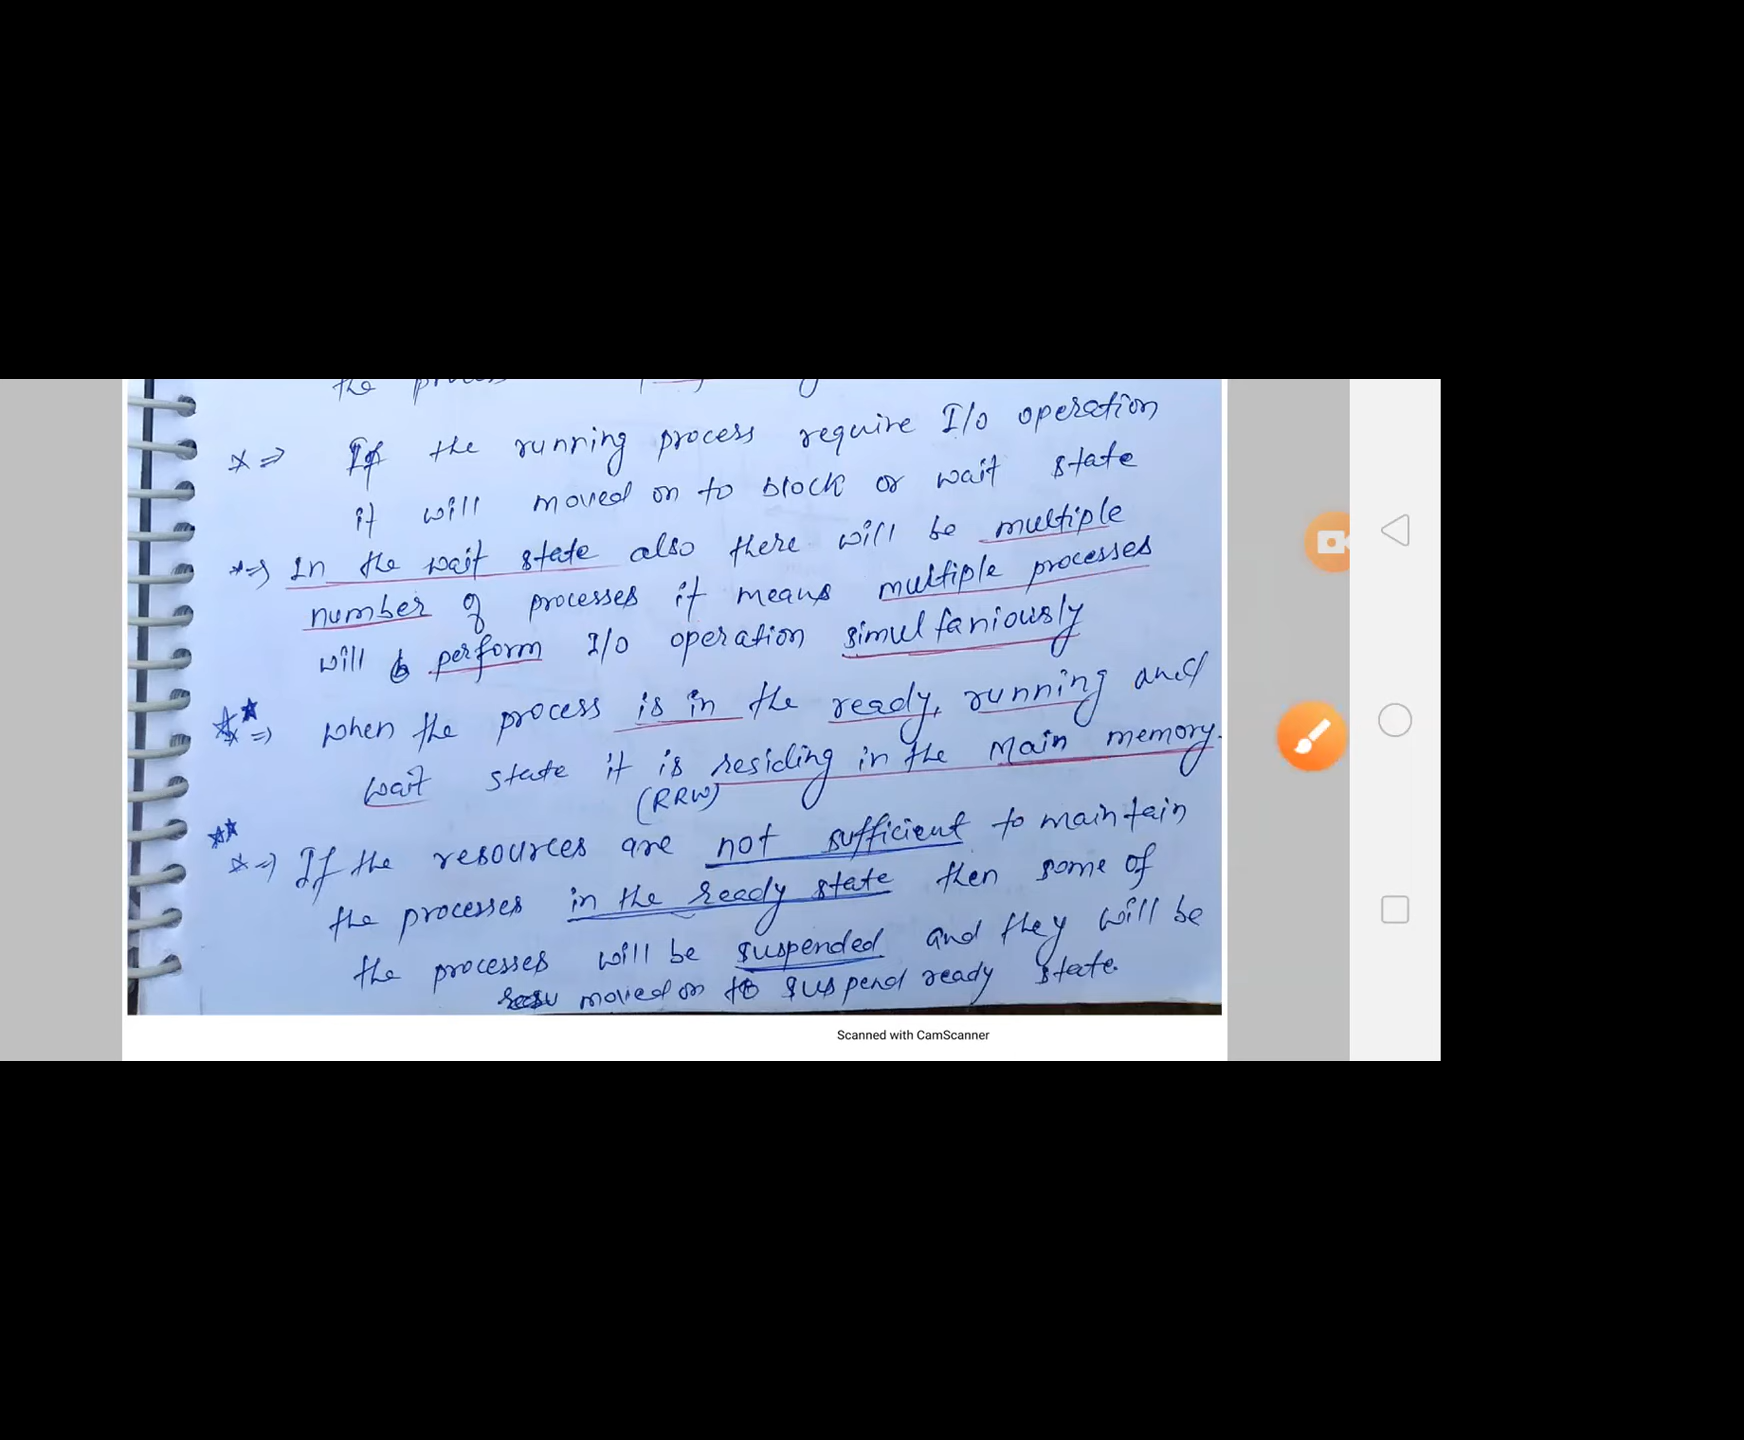 the
* => If the running process require I/O operation
it will moved on to block or wait state
* => In the wait state also there will be multiple
number of processes it means multiple processes
will perform I/O operation simultaniously
* => when the process is in the ready, running and
wait state it is residing in the Main memory.
(RRW)
* => If the resources are not sufficient to maintain
the processes in the ready state then some of
the processes will be suspended and they will be
moved on to suspend ready state.
Scanned with CamScanner